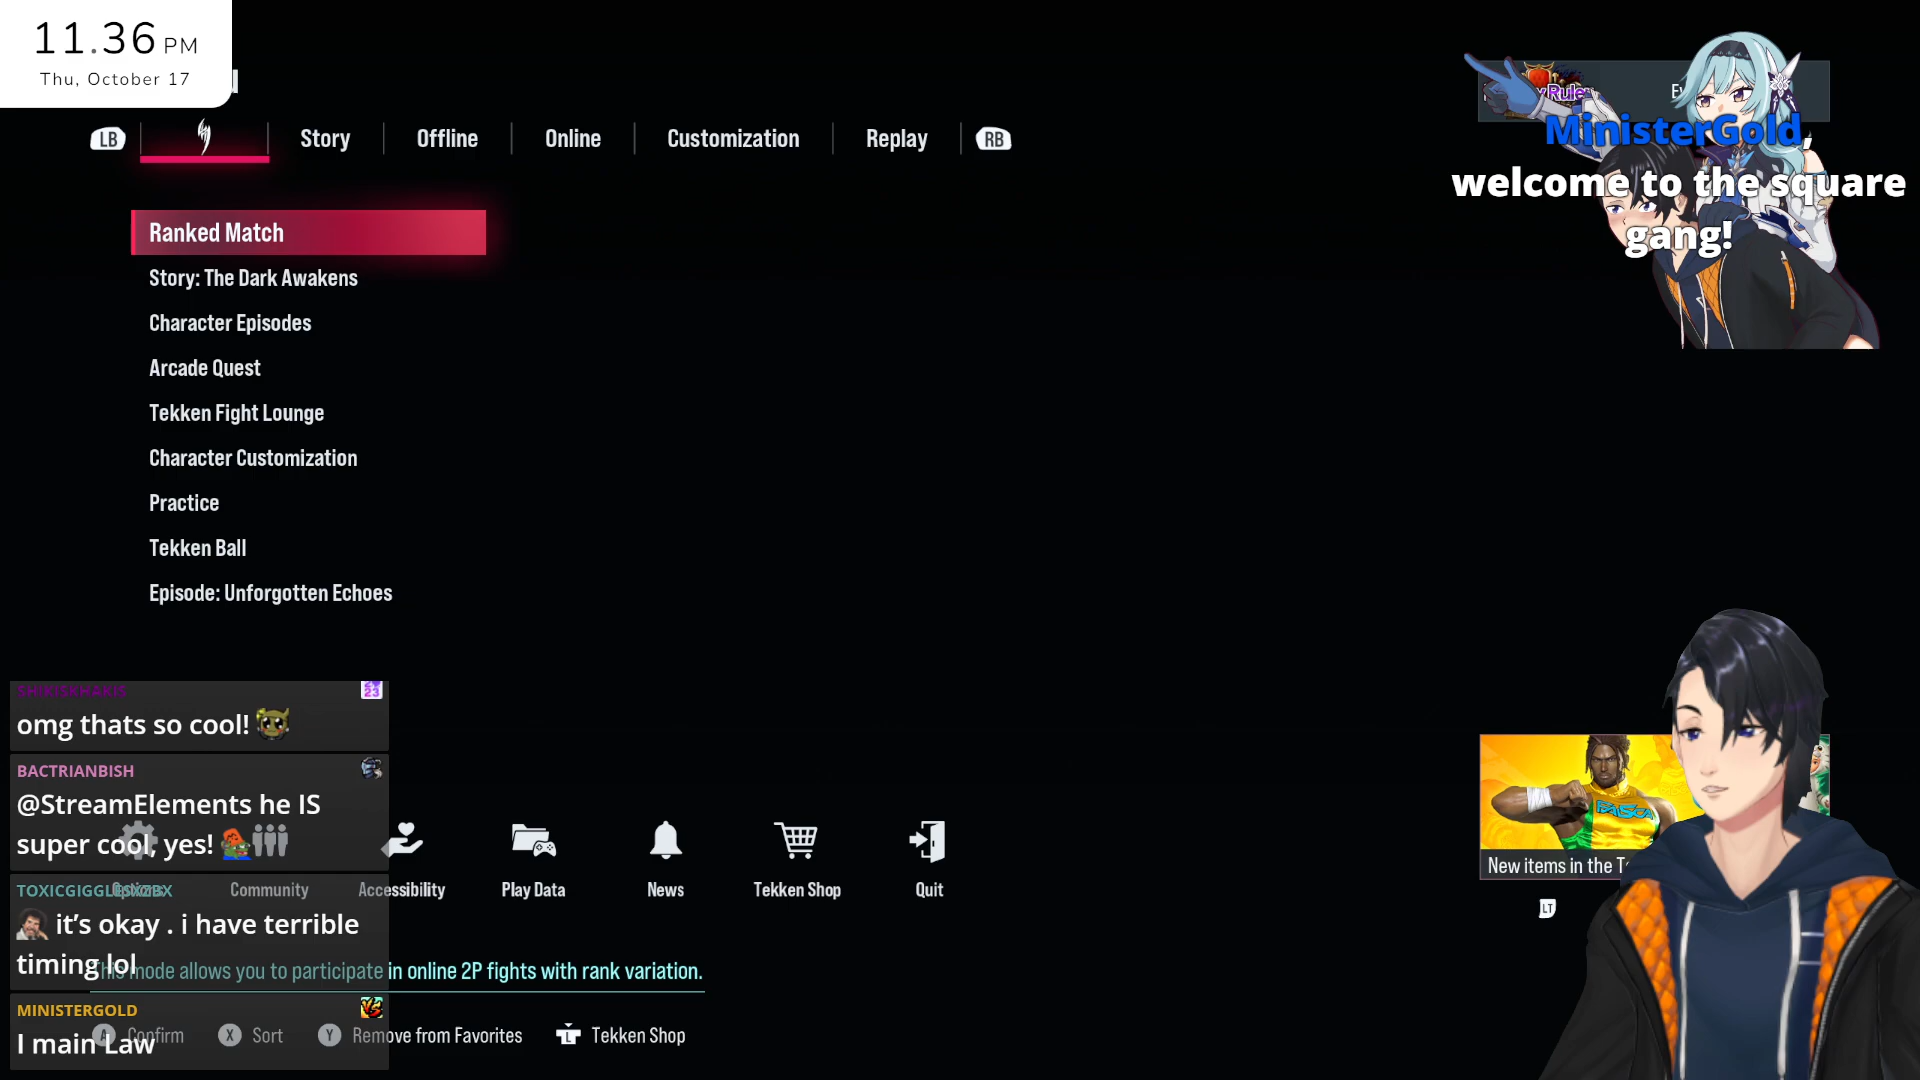 11.36 PM
Thu, October 17
LB
Story
Offline
Online
Customization
Replay
RB
Ranked Match
Story: The Dark Awakens
Character Episodes
Arcade Quest
Tekken Fight Lounge
Character Customization
Practice
Tekken Ball
Episode: Unforgotten Echoes
MinisterGold,
welcome to the square
gang!
SHIKISKHAKIS
omg thats so cool!
BACTRIANBISH
@StreamElements he IS
super cool, yes!
it's okay . i have terrible
timing lol
MINISTERGOLD
I main Law
Options
Community
Accessibility
Play Data
News
Tekken Shop
Quit
This mode allows you to participate in online 2P fights with rank variation.
A Confirm
X Sort
Y Remove from Favorites
L Tekken Shop
New items in the
LT